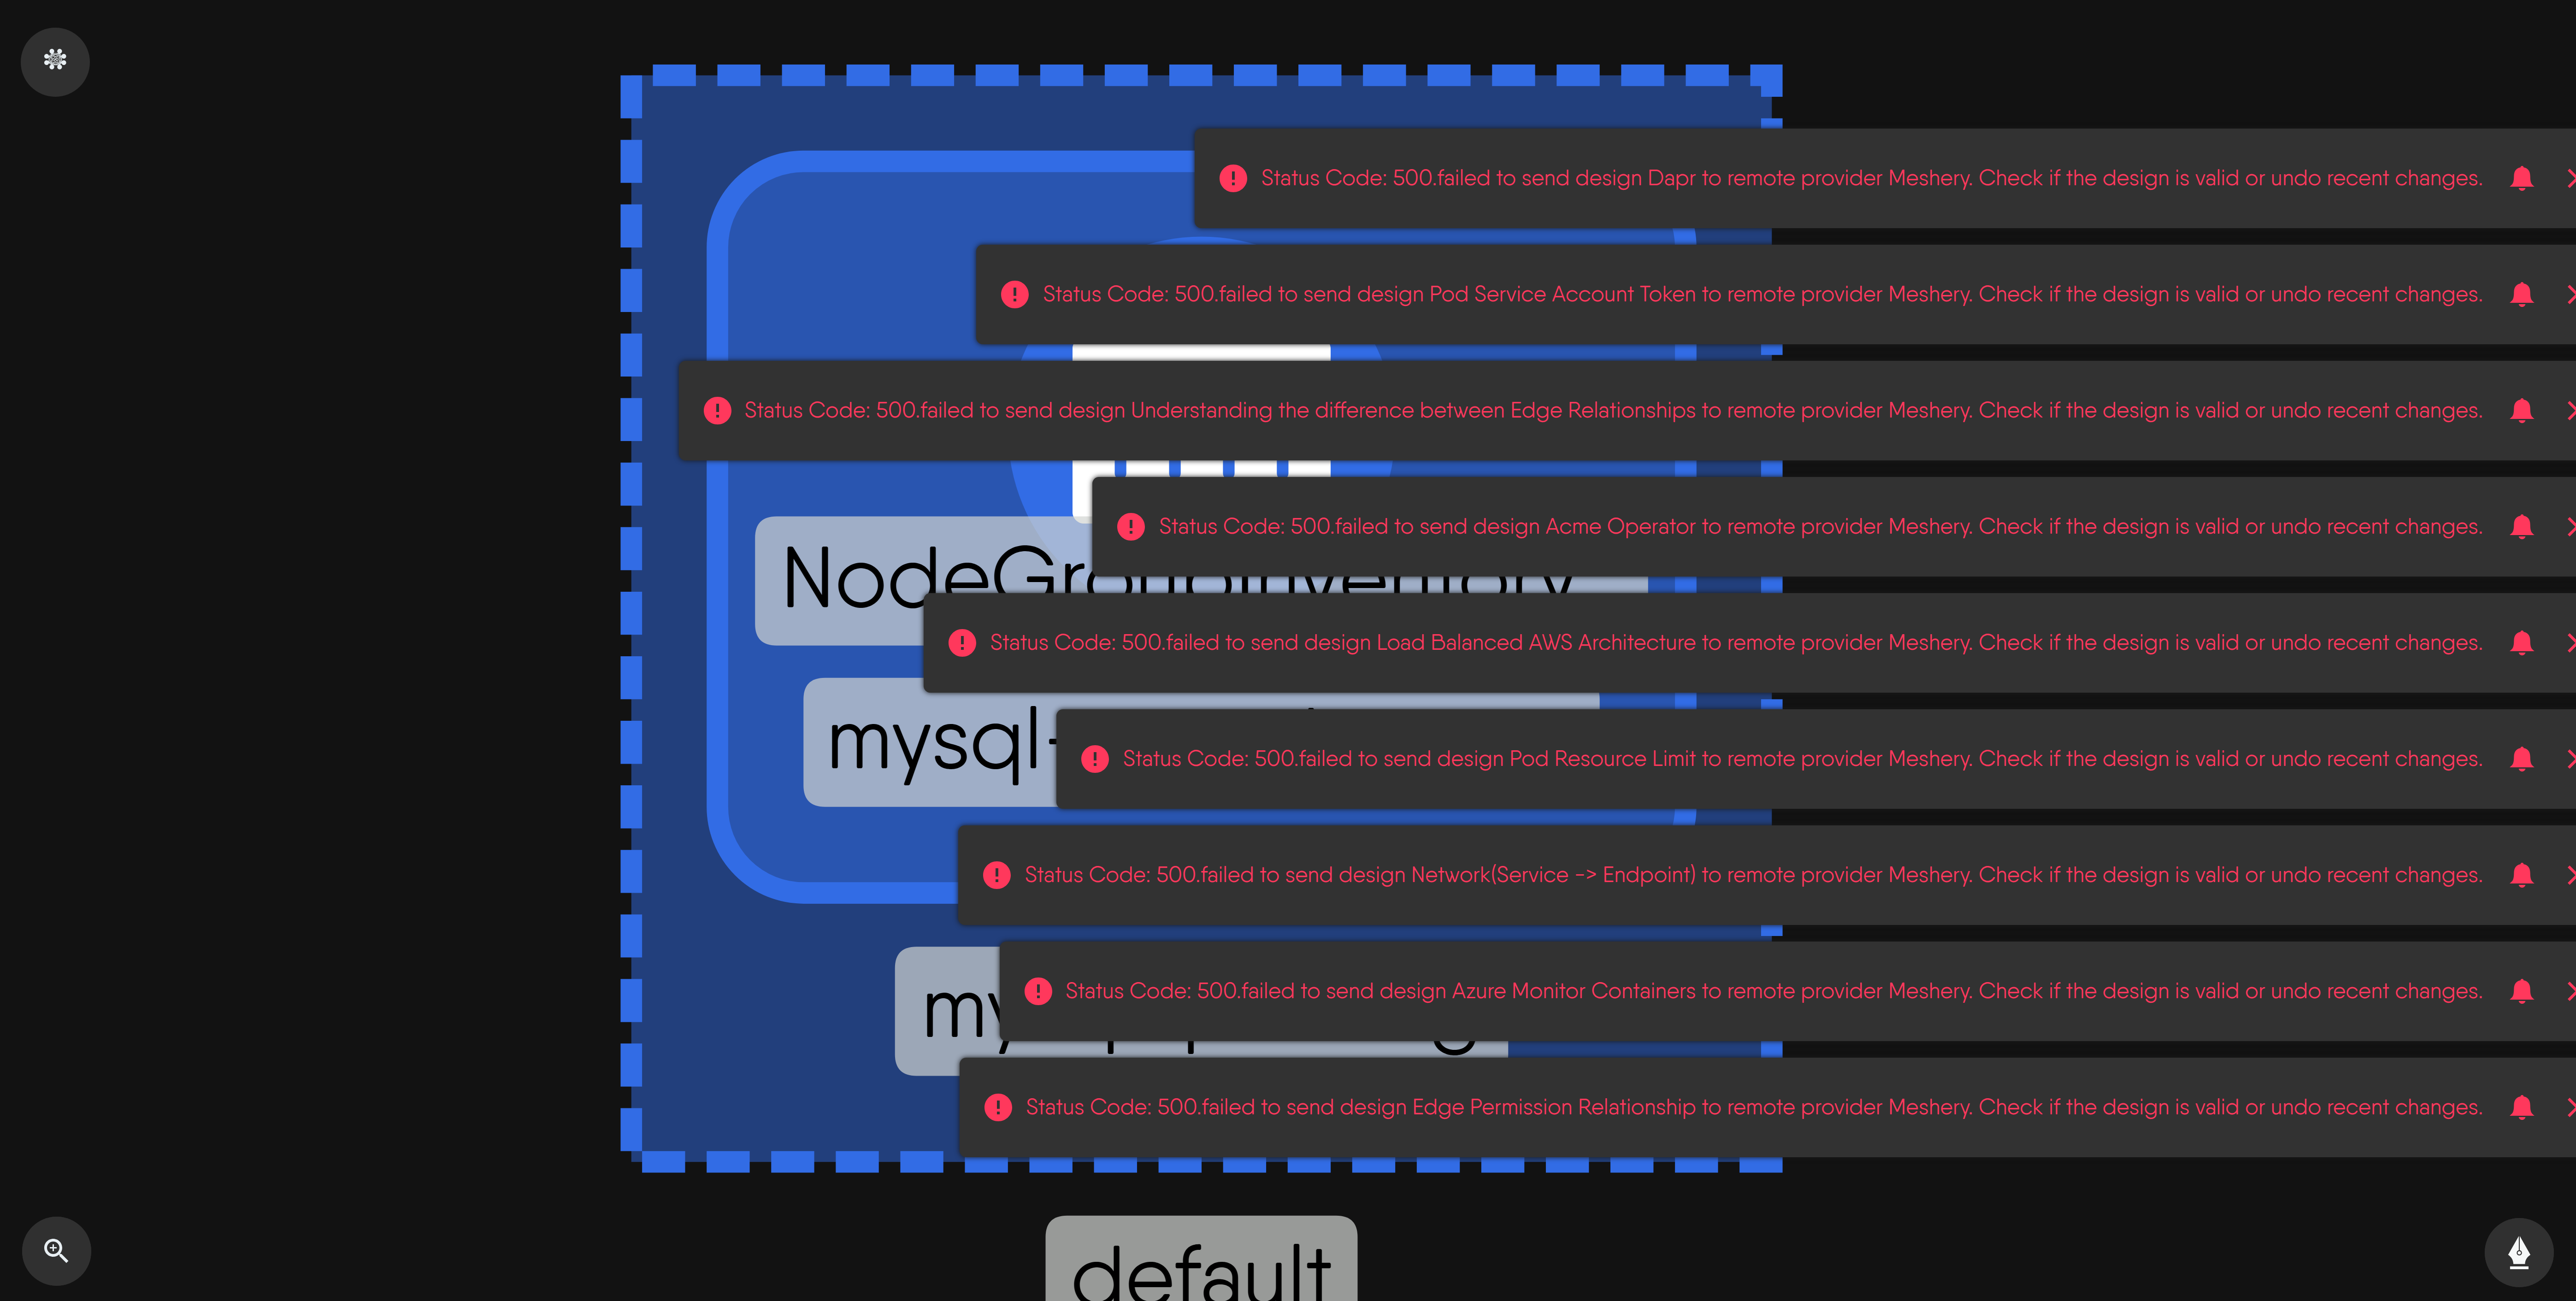 Status Code: 500.failed to send design Dapr to remote provider Meshery. Check if the design is valid or undo recent changes.
Status Code: 500.failed to send design Pod Service Account Token to remote provider Meshery. Check if the design is valid or undo recent changes.
Status Code: 500.failed to send design Understanding the difference between Edge Relationships to remote provider Meshery. Check if the design is valid or undo recent changes.
Status Code: 500.failed to send design Acme Operator to remote provider Meshery. Check if the design is valid or undo recent changes.
NodeGroupInventory
Status Code: 500.failed to send design Load Balanced AWS Architecture to remote provider Meshery. Check if the design is valid or undo recent changes.
mysql-
Status Code: 500.failed to send design Pod Resource Limit to remote provider Meshery. Check if the design is valid or undo recent changes.
Status Code: 500.failed to send design Network(Service -> Endpoint) to remote provider Meshery. Check if the design is valid or undo recent changes.
Status Code: 500.failed to send design Azure Monitor Containers to remote provider Meshery. Check if the design is valid or undo recent changes.
Status Code: 500.failed to send design Edge Permission Relationship to remote provider Meshery. Check if the design is valid or undo recent changes.
default